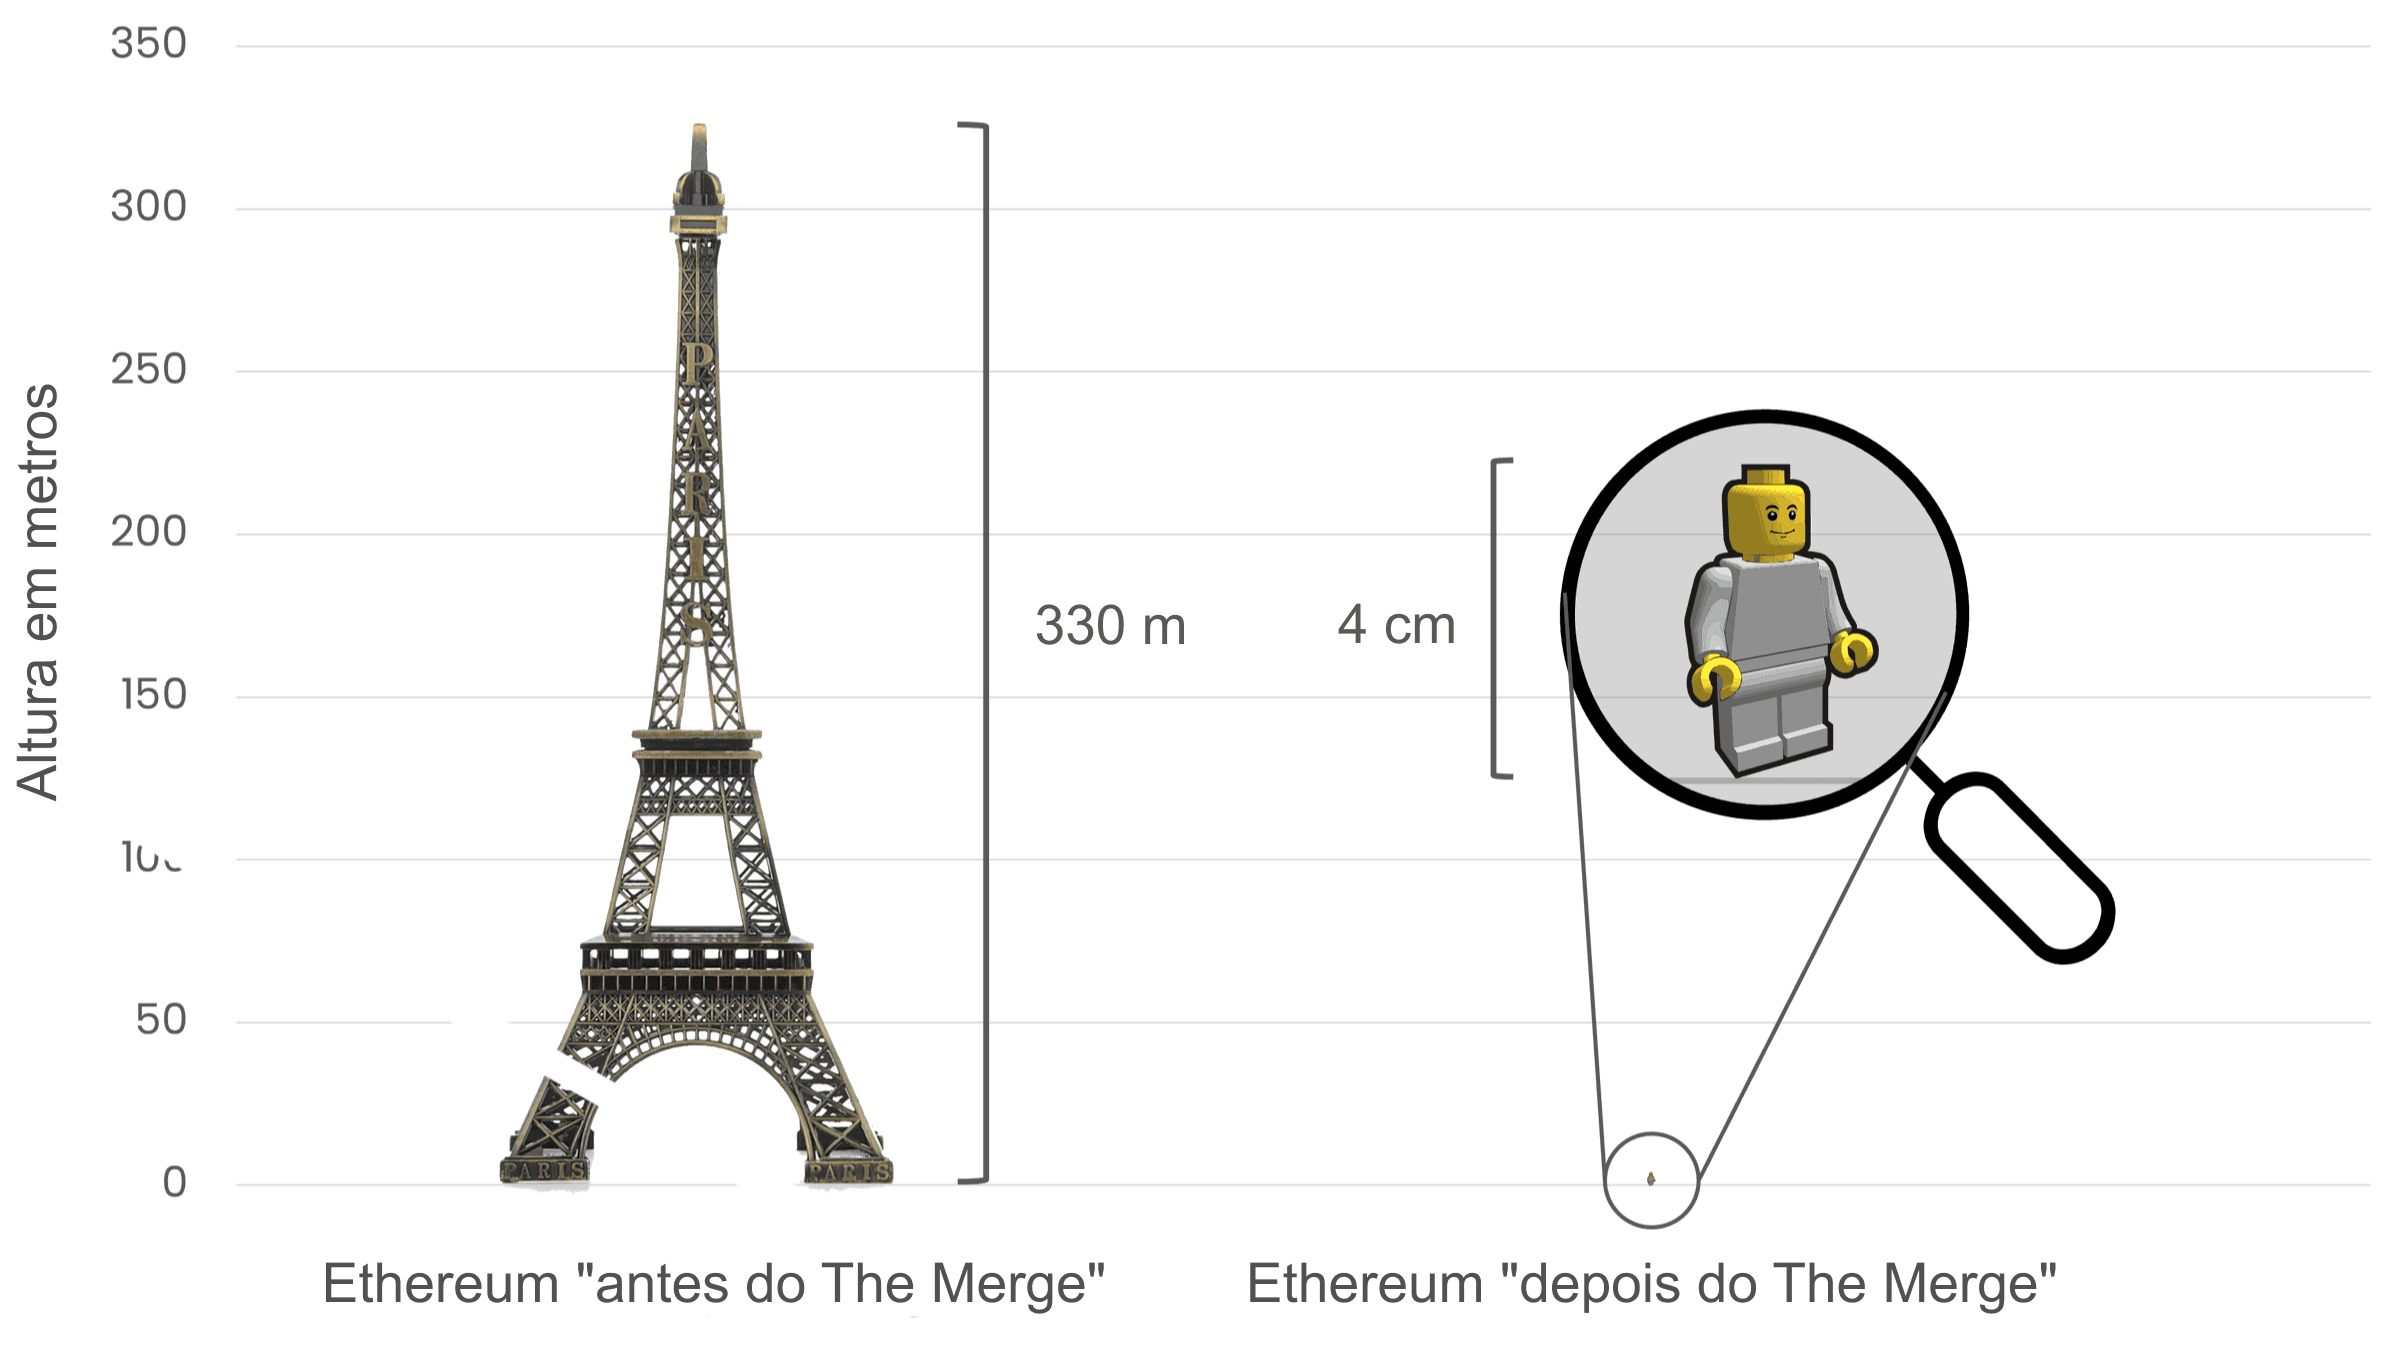 350
300
250
200
150
50
0
Altura em metros
PARIS
PARIS
PARIS
330 m
4 cm
Ethereum "antes do The Merge"
Ethereum "depois do The Merge"